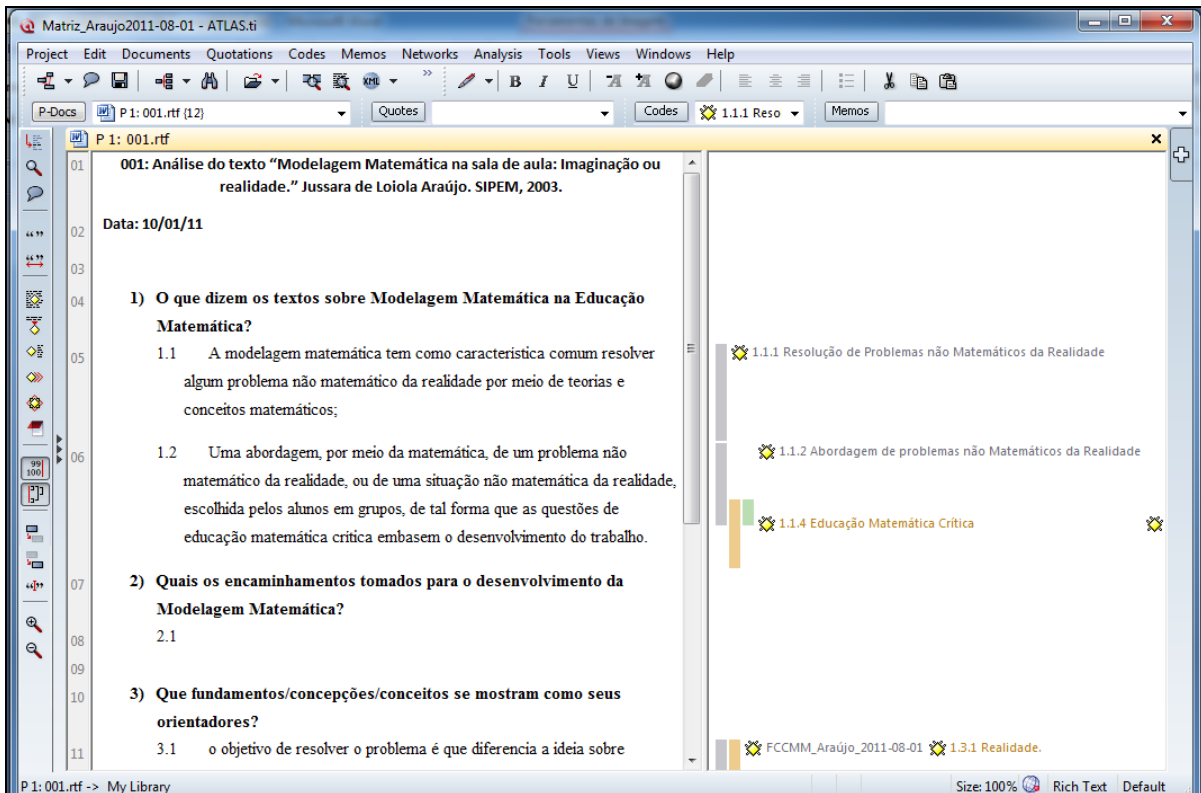 Matriz_Araujo2011-08-01 - ATLAS.ti
Project Edit Documents Quotations Codes Memos Networks Analysis Tools Views Windows Help
B I U A A
P-Docs P 1: 001.rtf {12} Quotes Codes 1.1.1 Reso Memos
P 1: 001.rtf
01 001: Análise do texto “Modelagem Matemática na sala de aula: Imaginação ou
realidade.” Jussara de Loiola Araújo. SIPEM, 2003.
02 Data: 10/01/11
03
04 1) O que dizem os textos sobre Modelagem Matemática na Educação
Matemática?
05 1.1 A modelagem matemática tem como caracteristica comum resolver
algum problema não matemático da realidade por meio de teorias e
conceitos matemáticos;
1.1.1 Resolução de Problemas não Matemáticos da Realidade
06 1.2 Uma abordagem, por meio da matemática, de um problema não
matemático da realidade, ou de uma situação não matemática da realidade,
escolhida pelos alunos em grupos, de tal forma que as questões de
educação matemática critica embasem o desenvolvimento do trabalho.
1.1.2 Abordagem de problemas não Matemáticos da Realidade
1.1.4 Educação Matemática Crítica
07 2) Quais os encaminhamentos tomados para o desenvolvimento da
Modelagem Matemática?
08 2.1
09
10 3) Que fundamentos/concepções/conceitos se mostram como seus
orientadores?
11 3.1 o objetivo de resolver o problema é que diferencia a ideia sobre
FCCMM_Araújo_2011-08-01 1.3.1 Realidade.
99
100
P 1: 001.rtf -> My Library Size: 100% Rich Text Default